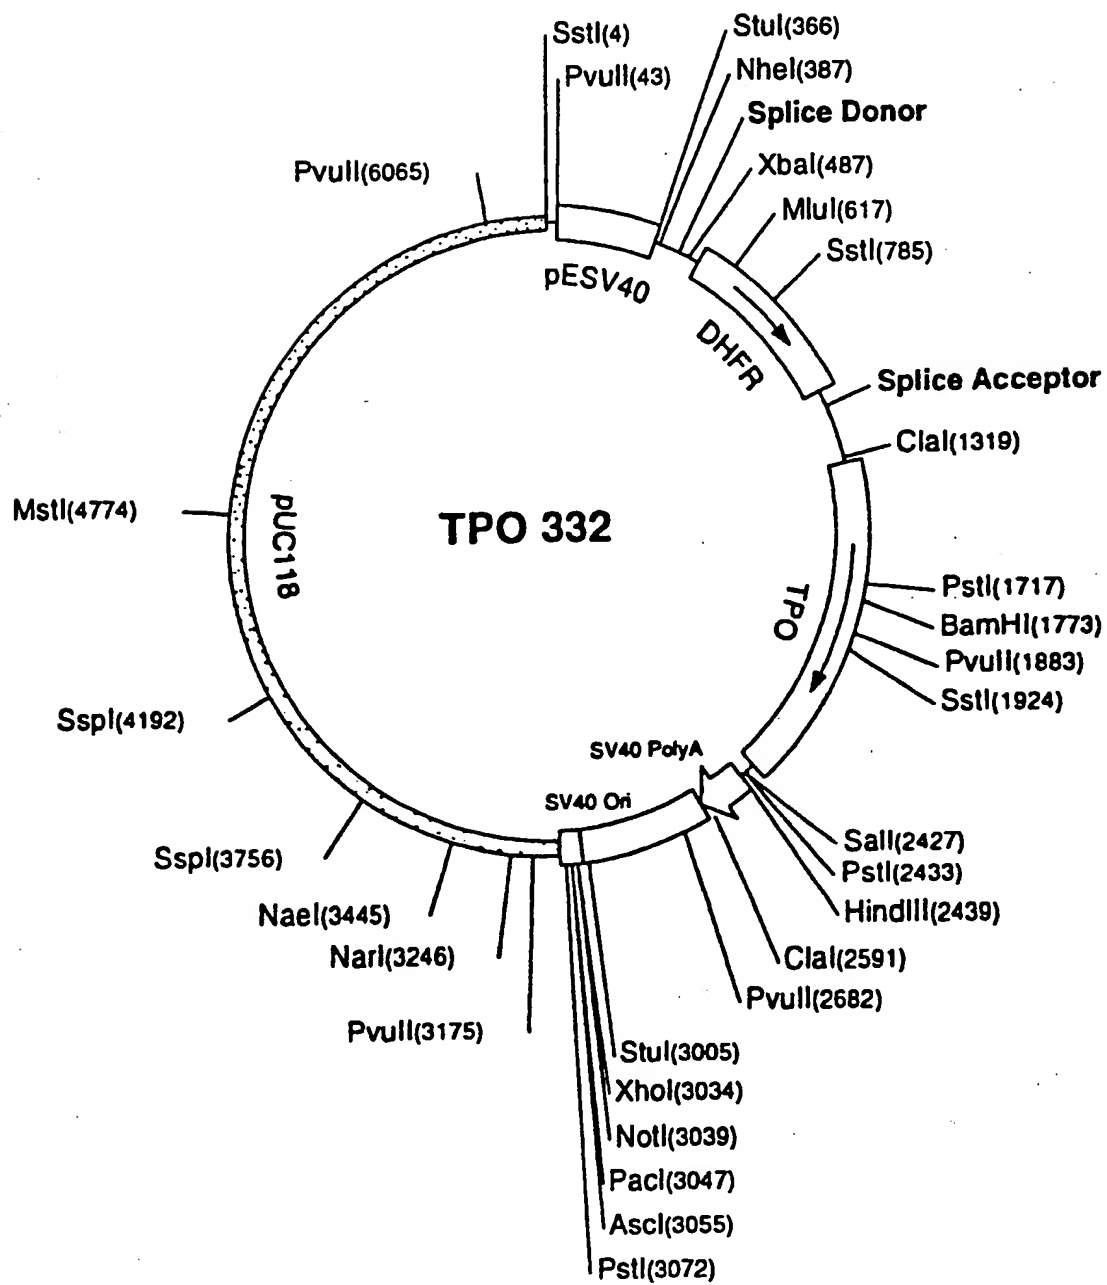 SstI(4)
PvuII(43)
StuI(366)
NheI(387)
Splice Donor
XbaI(487)
MluI(617)
SstI(785)
PvuII(6065)
pESV40
DHFR
Splice Acceptor
ClaI(1319)
MstI(4774)
pUC118
TPO 332
TPO
PstI(1717)
BamHI(1773)
PvuII(1883)
SstI(1924)
SspI(4192)
SV40 PolyA
SV40 Ori
SalI(2427)
PstI(2433)
HindIII(2439)
SspI(3756)
NaeI(3445)
NarI(3246)
ClaI(2591)
PvuII(2682)
PvuII(3175)
StuI(3005)
XhoI(3034)
NotI(3039)
PacI(3047)
AscI(3055)
PstI(3072)